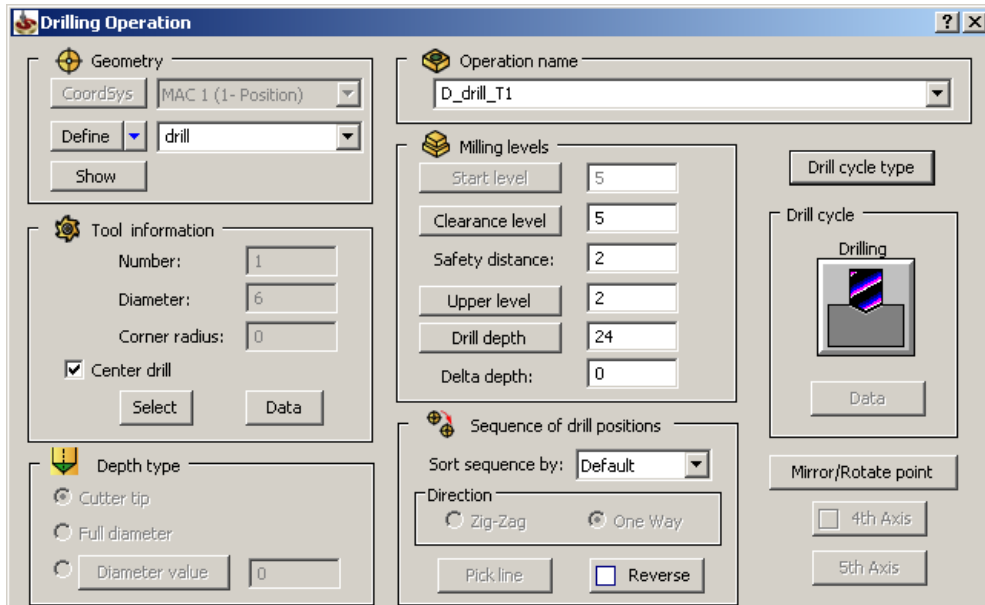 Drilling Operation
Geometry
CoordSys MAC 1 (1- Position)
Define drill
Show
Tool information
Number: 1
Diameter: 6
Corner radius: 0
Center drill
Select Data
Depth type
Cutter tip
Full diameter
Diameter value 0
Operation name
D_drill_T1
Milling levels
Start level 5
Clearance level 5
Safety distance: 2
Upper level 2
Drill depth 24
Delta depth: 0
Sequence of drill positions
Sort sequence by: Default
Direction
Zig-Zag One Way
Pick line Reverse
Drill cycle type
Drill cycle
Drilling
Data
Mirror/Rotate point
4th Axis
5th Axis